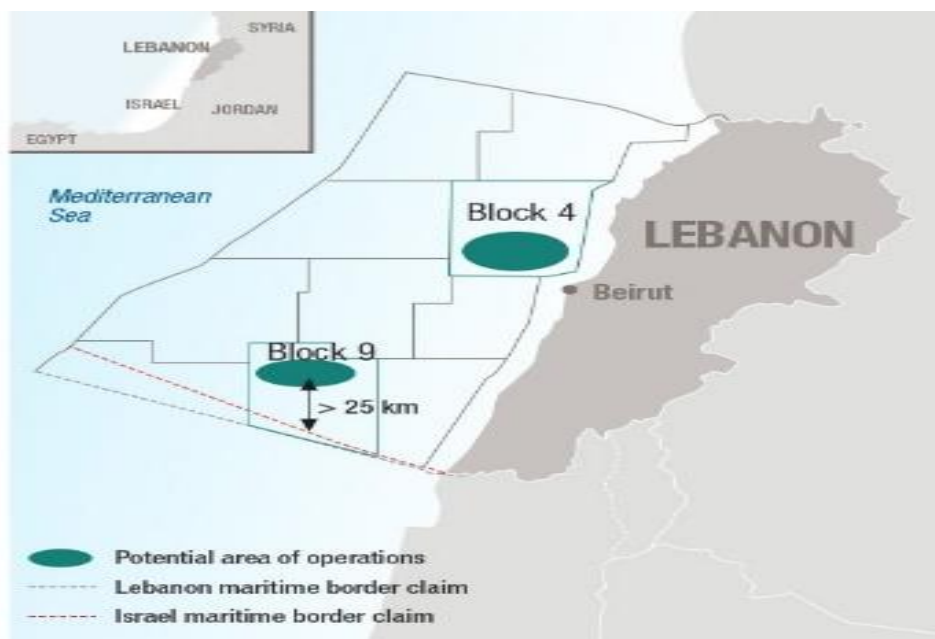 SYRIA
LEBANON
ISRAEL
JORDAN
EGYPT
Mediterranean
Sea
Block 4
LEBANON
Beirut
Block 9
> 25 km
Potential area of operations
Lebanon maritime border claim
Israel maritime border claim